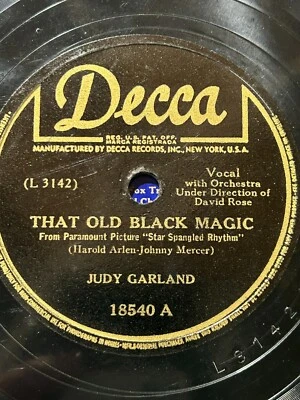 Decca
REG. U.S. PAT. OFF.
MARCA REGISTRADA
MANUFACTURED BY DECCA RECORDS, INC., NEW YORK, U.S.A.
(L 3142)
Vocal
with Orchestra
Under Direction of
David Rose
THAT OLD BLACK MAGIC
From Paramount Picture "Star Spangled Rhythm"
(Harold Arlen-Johnny Mercer)
JUDY GARLAND
18540 A
L 3142